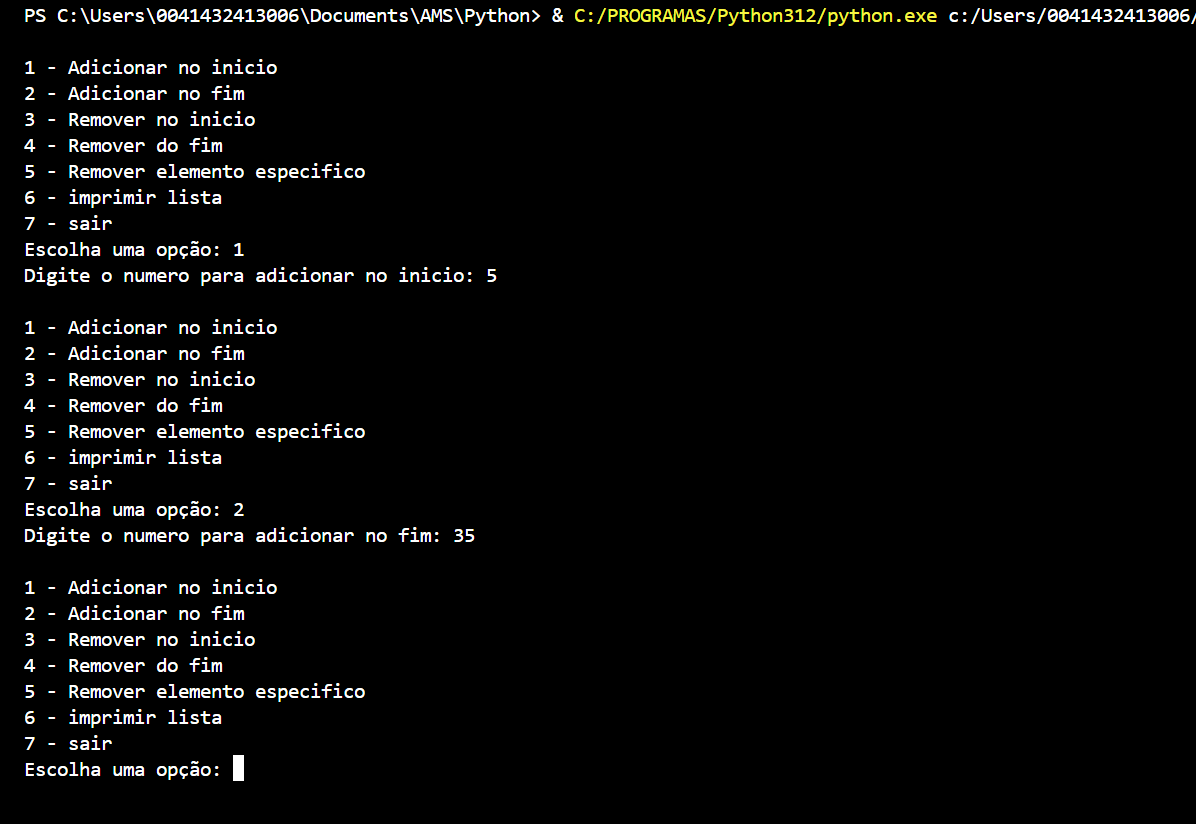 PS C:\Users\0041432413006\Documents\AMS\Python> & C:/PROGRAMAS/Python312/python.exe c:/Users/0041432413006/
1 - Adicionar no inicio
2 - Adicionar no fim
3 - Remover no inicio
4 - Remover do fim
5 - Remover elemento especifico
6 - imprimir lista
7 - sair
Escolha uma opção: 1
Digite o numero para adicionar no inicio: 5
1 - Adicionar no inicio
2 - Adicionar no fim
3 - Remover no inicio
4 - Remover do fim
5 - Remover elemento especifico
6 - imprimir lista
7 - sair
Escolha uma opção: 2
Digite o numero para adicionar no fim: 35
1 - Adicionar no inicio
2 - Adicionar no fim
3 - Remover no inicio
4 - Remover do fim
5 - Remover elemento especifico
6 - imprimir lista
7 - sair
Escolha uma opção: